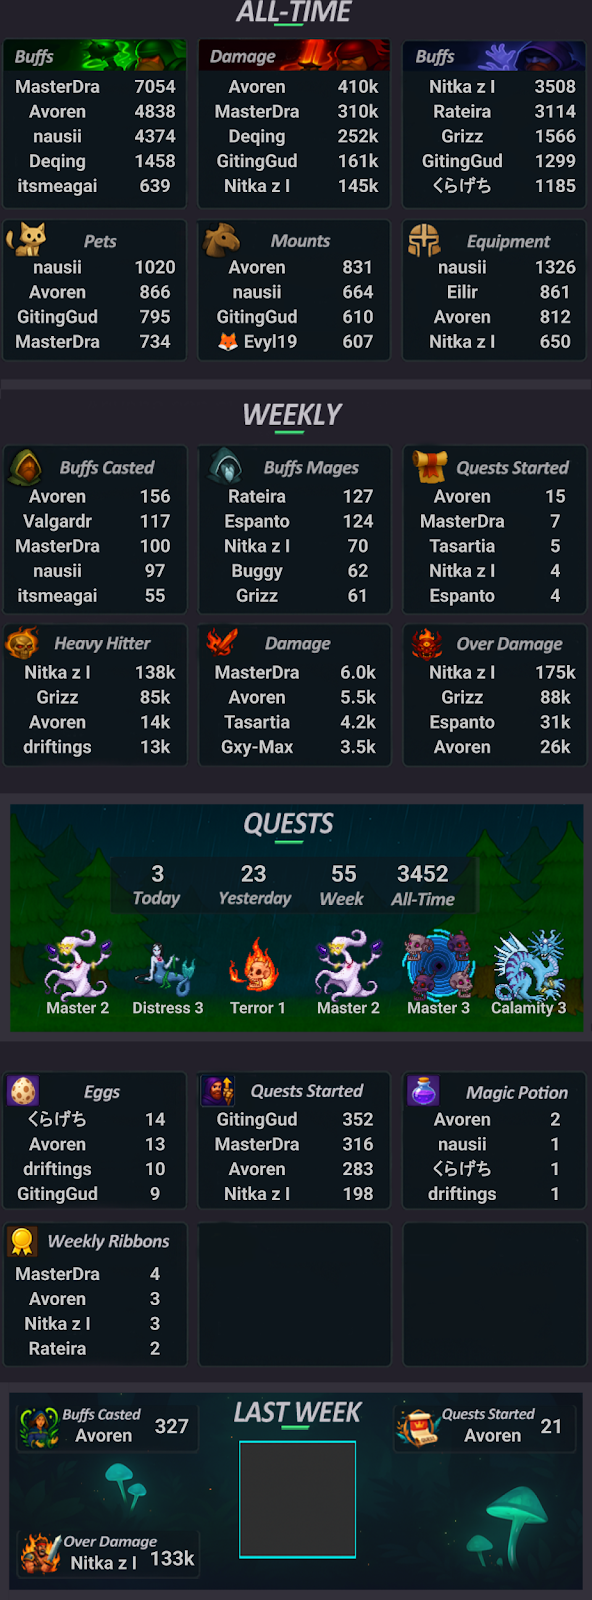 ALL-TIME
Buffs
MasterDra 7054
Avoren 4838
nausii 4374
Deqing 1458
itsmeagai 639
Damage
Avoren 410k
MasterDra 310k
Deqing 252k
GitingGud 161k
Nitka z I 145k
Buffs
Nitka z I 3508
Rateira 3114
Grizz 1566
GitingGud 1299
くらげち 1185
Pets
nausii 1020
Avoren 866
GitingGud 795
MasterDra 734
Mounts
Avoren 831
nausii 664
GitingGud 610
🦊 Evyl19 607
Equipment
nausii 1326
Eilir 861
Avoren 812
Nitka z I 650
WEEKLY
Buffs Casted
Avoren 156
Valgardr 117
MasterDra 100
nausii 97
itsmeagai 55
Buffs Mages
Rateira 127
Espanto 124
Nitka z I 70
Buggy 62
Grizz 61
Quests Started
Avoren 15
MasterDra 7
Tasartia 5
Nitka z I 4
Espanto 4
Heavy Hitter
Nitka z I 138k
Grizz 85k
Avoren 14k
driftings 13k
Damage
MasterDra 6.0k
Avoren 5.5k
Tasartia 4.2k
Gxy-Max 3.5k
Over Damage
Nitka z I 175k
Grizz 88k
Espanto 31k
Avoren 26k
QUESTS
3 23 55 3452
Today Yesterday Week All-Time
Master 2 Distress 3 Terror 1 Master 2 Master 3 Calamity 3
Eggs
くらげち 14
Avoren 13
driftings 10
GitingGud 9
Quests Started
GitingGud 352
MasterDra 316
Avoren 283
Nitka z I 198
Magic Potion
Avoren 2
nausii 1
くらげち 1
driftings 1
Weekly Ribbons
MasterDra 4
Avoren 3
Nitka z I 3
Rateira 2
LAST WEEK
Buffs Casted
Avoren 327
Quests Started
Avoren 21
Over Damage
Nitka z I 133k